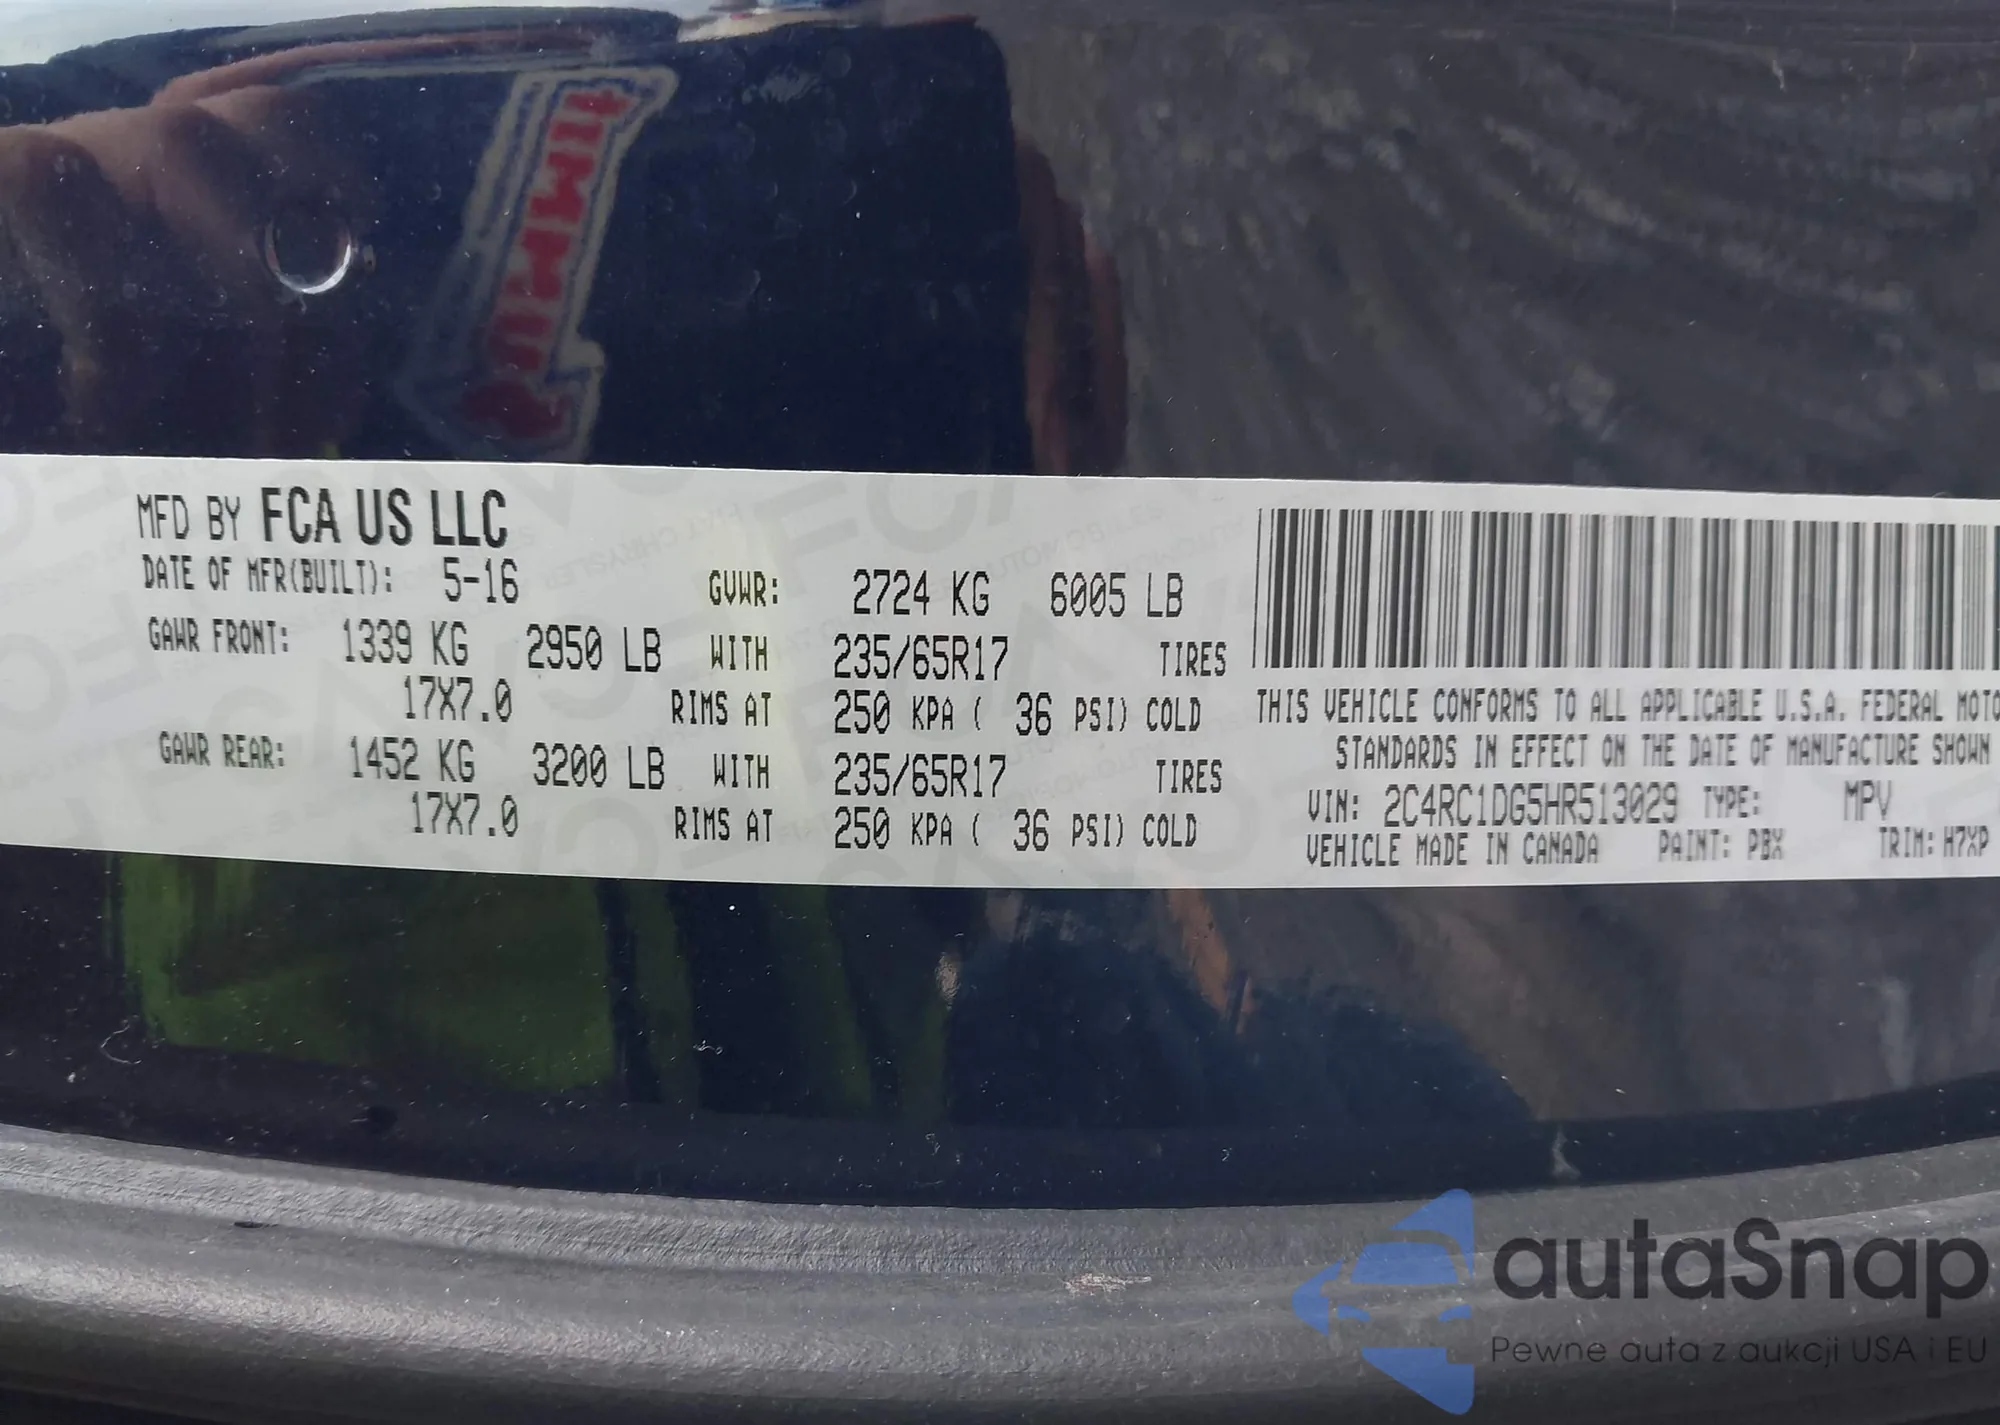 MFD BY FCA US LLC
DATE OF MFR(BUILT): 5-16 GVWR: 2724 KG 6005 LB
GAWR FRONT: 1339 KG 2950 LB WITH 235/65R17 TIRES
17X7.0 RIMS AT 250 KPA ( 36 PSI) COLD
GAWR REAR: 1452 KG 3200 LB WITH 235/65R17 TIRES
17X7.0 RIMS AT 250 KPA ( 36 PSI) COLD
THIS VEHICLE CONFORMS TO ALL APPLICABLE U.S.A. FEDERAL MOTO
STANDARDS IN EFFECT ON THE DATE OF MANUFACTURE SHOWN
VIN: 2C4RC1DG5HR513029 TYPE: MPV
VEHICLE MADE IN CANADA PAINT: PBX TRIM: H7XP
autaSnap
Pewne auta z aukcji USA i EU